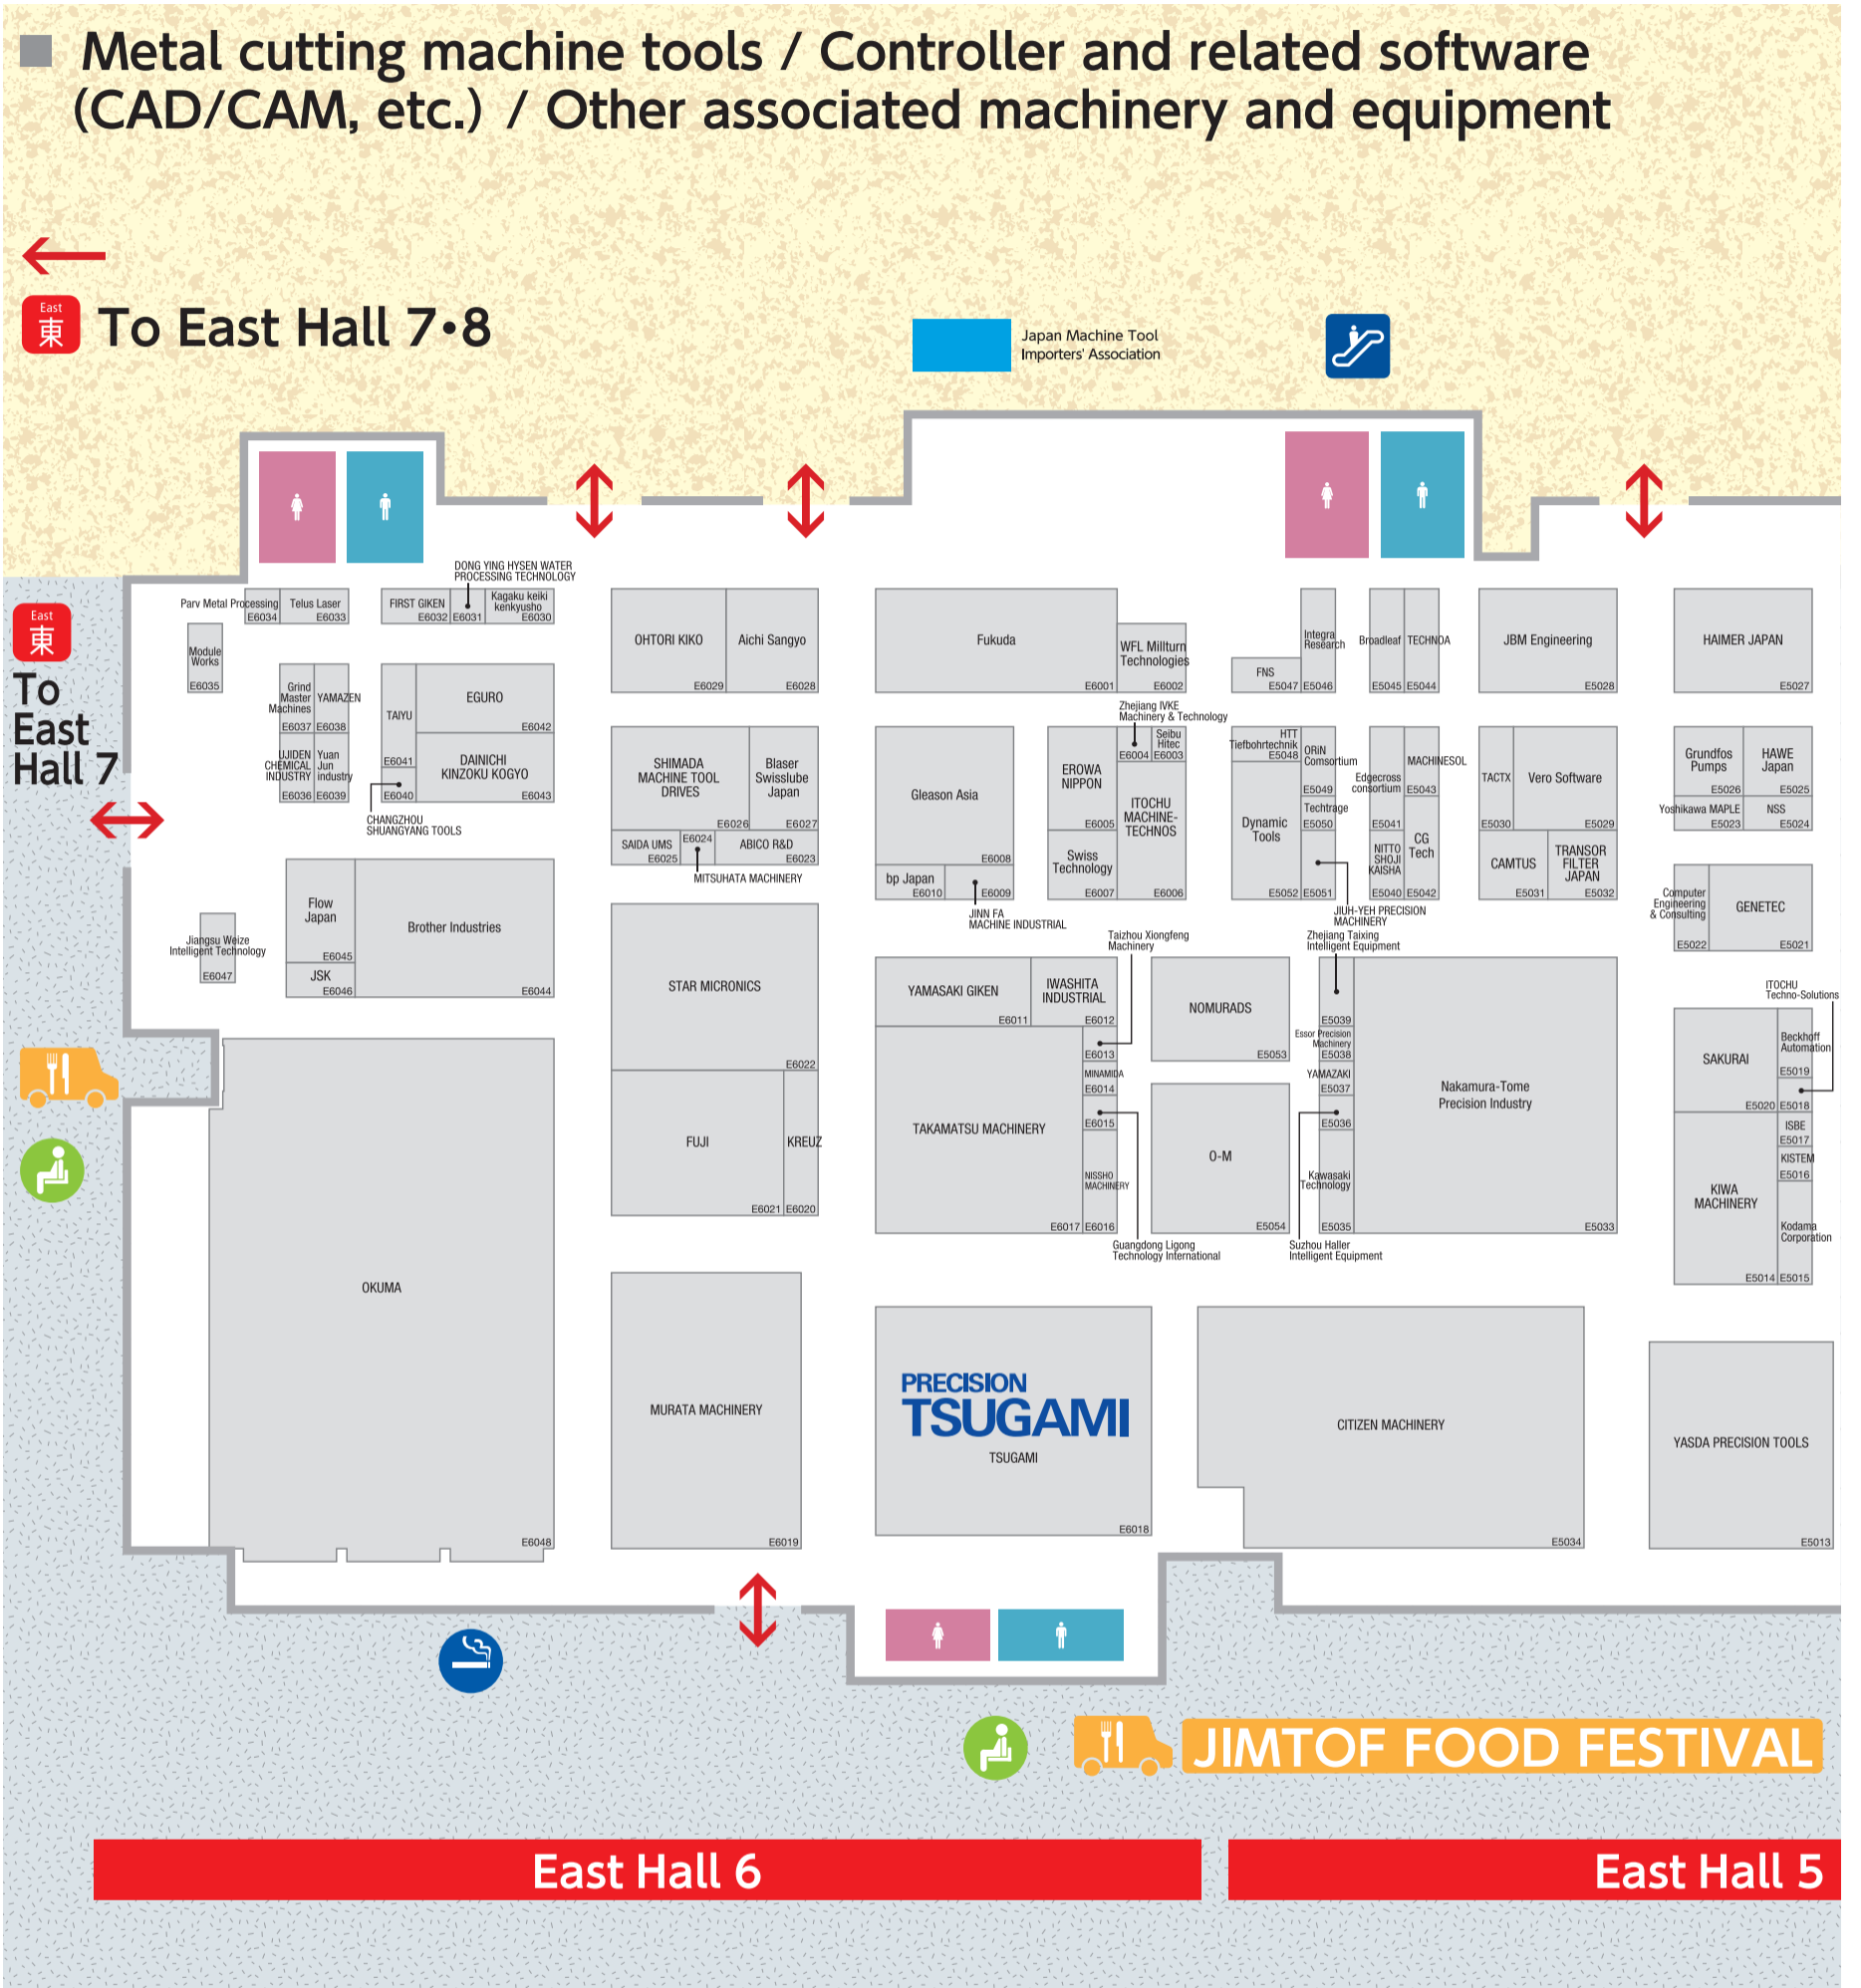 Metal cutting machine tools / Controller and related software
(CAD/CAM, etc.) / Other associated machinery and equipment
East
東
To East Hall 7•8
Japan Machine Tool
Importers' Association
DONG YING HYSEN WATER
PROCESSING TECHNOLOGY
Parv Metal Processing
E6034
Telus Laser
E6033
FIRST GIKEN
E6032
E6031
Kagaku keiki
kenkyusho
E6030
East
東
To
East
Hall 7
Module
Works
E6035
Grind
Master
Machines
E6037
YAMAZEN
E6038
UJIDEN
CHEMICAL
INDUSTRY
E6036
Yuan
Jun
industry
E6039
TAIYU
E6041
E6040
CHANGZHOU
SHUANGYANG TOOLS
EGURO
E6042
DAINICHI
KINZOKU KOGYO
E6043
Flow
Japan
E6045
JSK
E6046
Brother Industries
E6044
Jiangsu Weize
Intelligent Technology
E6047
OKUMA
E6048
OHTORI KIKO
E6029
Aichi Sangyo
E6028
SHIMADA
MACHINE TOOL
DRIVES
E6026
Blaser
Swisslube
Japan
E6027
SAIDA UMS
E6025
E6024
MITSUHATA MACHINERY
ABICO R&D
E6023
STAR MICRONICS
E6022
FUJI
E6021
KREUZ
E6020
MURATA MACHINERY
E6019
Fukuda
E6001
WFL Millturn
Technologies
E6002
Zhejiang IVKE
Machinery & Technology
E6004
Seibu
Hitec
E6003
Gleason Asia
E6008
bp Japan
E6010
E6009
JINN FA
MACHINE INDUSTRIAL
EROWA
NIPPON
E6005
Swiss
Technology
E6007
ITOCHU
MACHINE-
TECHNOS
E6006
Taizhou Xiongfeng
Machinery
YAMASAKI GIKEN
E6011
IWASHITA
INDUSTRIAL
E6012
E6013
MINAMIDA
E6014
E6015
NISSHO
MACHINERY
E6016
TAKAMATSU MACHINERY
E6017
Guangdong Ligong
Technology International
PRECISION
TSUGAMI
TSUGAMI
E6018
FNS
E5047
Integra
Research
E5046
Broadleaf
E5045
TECHNOA
E5044
JBM Engineering
E5028
HAIMER JAPAN
E5027
HTT
Tiefbohrtechnik
E5048
ORiN
Comsortium
E5049
Techtrage
E5050
Dynamic
Tools
E5052
E5051
JIUH-YEH PRECISION
MACHINERY
Edgecross
consortium
E5041
MACHINESOL
E5043
NITTO
SHOJI
KAISHA
E5040
CG
Tech
E5042
TACTX
E5030
Vero Software
E5029
CAMTUS
E5031
TRANSOR
FILTER
JAPAN
E5032
Grundfos
Pumps
E5026
HAWE
Japan
E5025
Yoshikawa MAPLE
E5023
NSS
E5024
Computer
Engineering
& Consulting
E5022
GENETEC
E5021
Zhejiang Taixing
Intelligent Equipment
NOMURADS
E5053
O-M
E5054
E5039
Essor Precision
Machinery
E5038
YAMAZAKI
E5037
E5036
Kawasaki
Technology
E5035
Suzhou Haller
Intelligent Equipment
Nakamura-Tome
Precision Industry
E5033
ITOCHU
Techno-Solutions
SAKURAI
E5020
Beckhoff
Automation
E5019
E5018
ISBE
E5017
KISTEM
E5016
KIWA
MACHINERY
E5014
Kodama
Corporation
E5015
CITIZEN MACHINERY
E5034
YASDA PRECISION TOOLS
E5013
JIMTOF FOOD FESTIVAL
East Hall 6
East Hall 5